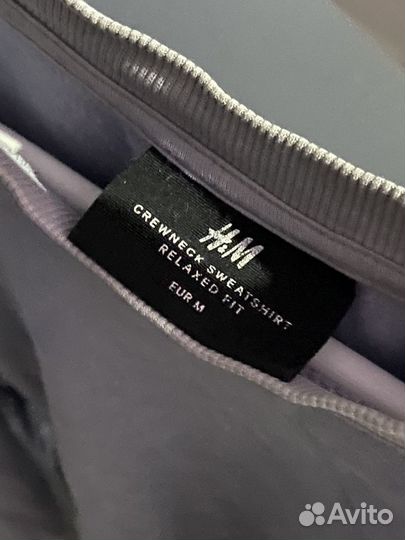 H&M
CREWNECK SWEATSHIRT
RELAXED FIT
EUR M
Avito